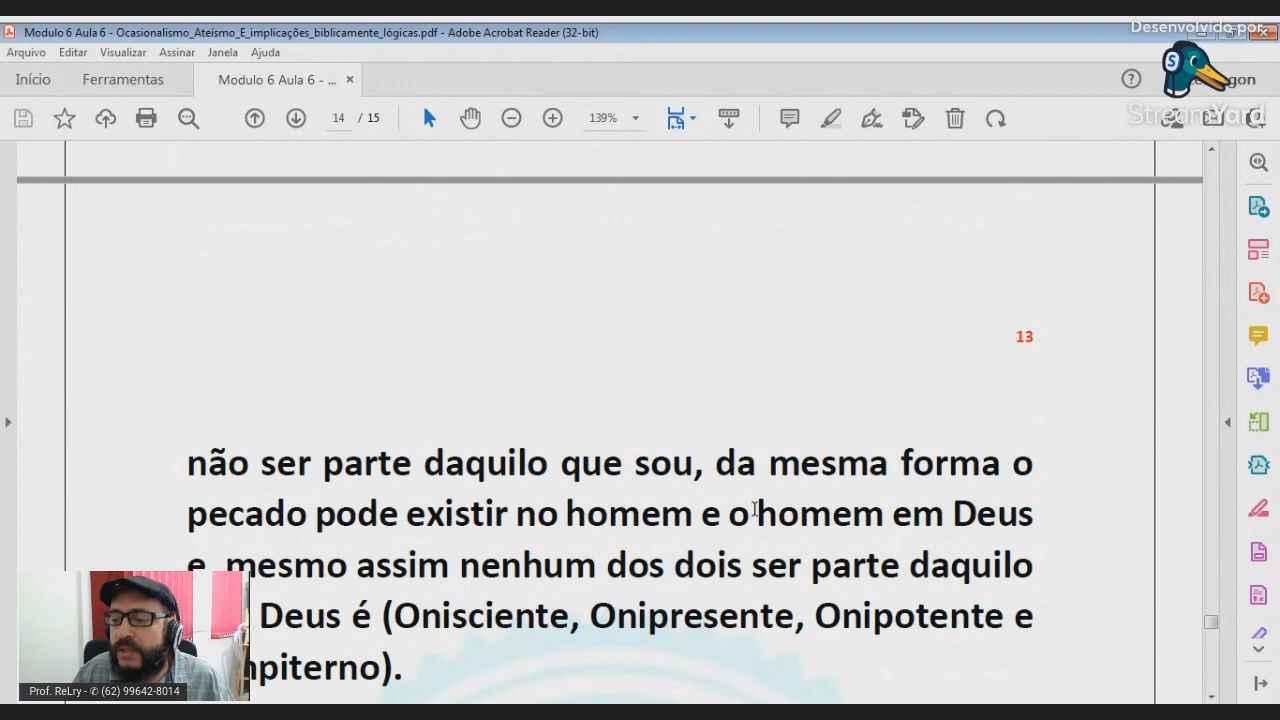 Desenvolvido por
Modulo 6 Aula 6 - Ocasionalismo_Ateísmo_E_implicações_biblicamente_lógicas.pdf - Adobe Acrobat Reader (32-bit)
Arquivo Editar Visualizar Assinar Janela Ajuda
Início Ferramentas Modulo 6 Aula 6 - ... ×
StreamYard
14 / 15 139%
13
não ser parte daquilo que sou, da mesma forma o
pecado pode existir no homem e o homem em Deus
e mesmo assim nenhum dos dois ser parte daquilo
Deus é (Onisciente, Onipresente, Onipotente e
Prof. ReLry - ✆ (62) 99642-8014